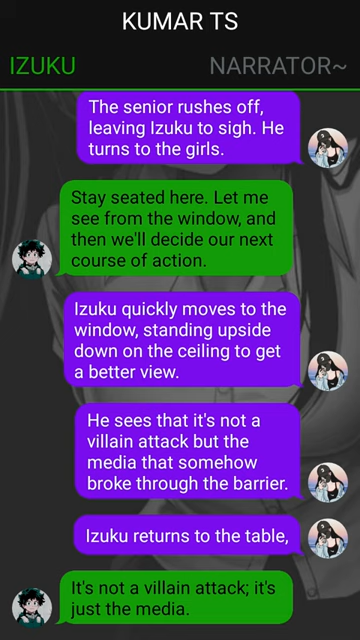 KUMAR TS
IZUKU
NARRATOR~
The senior rushes off,
leaving Izuku to sigh. He
turns to the girls.
Stay seated here. Let me
see from the window, and
then we'll decide our next
course of action.
Izuku quickly moves to the
window, standing upside
down on the ceiling to get
a better view.
He sees that it's not a
villain attack but the
media that somehow
broke through the barrier.
Izuku returns to the table,
It's not a villain attack; it's
just the media.